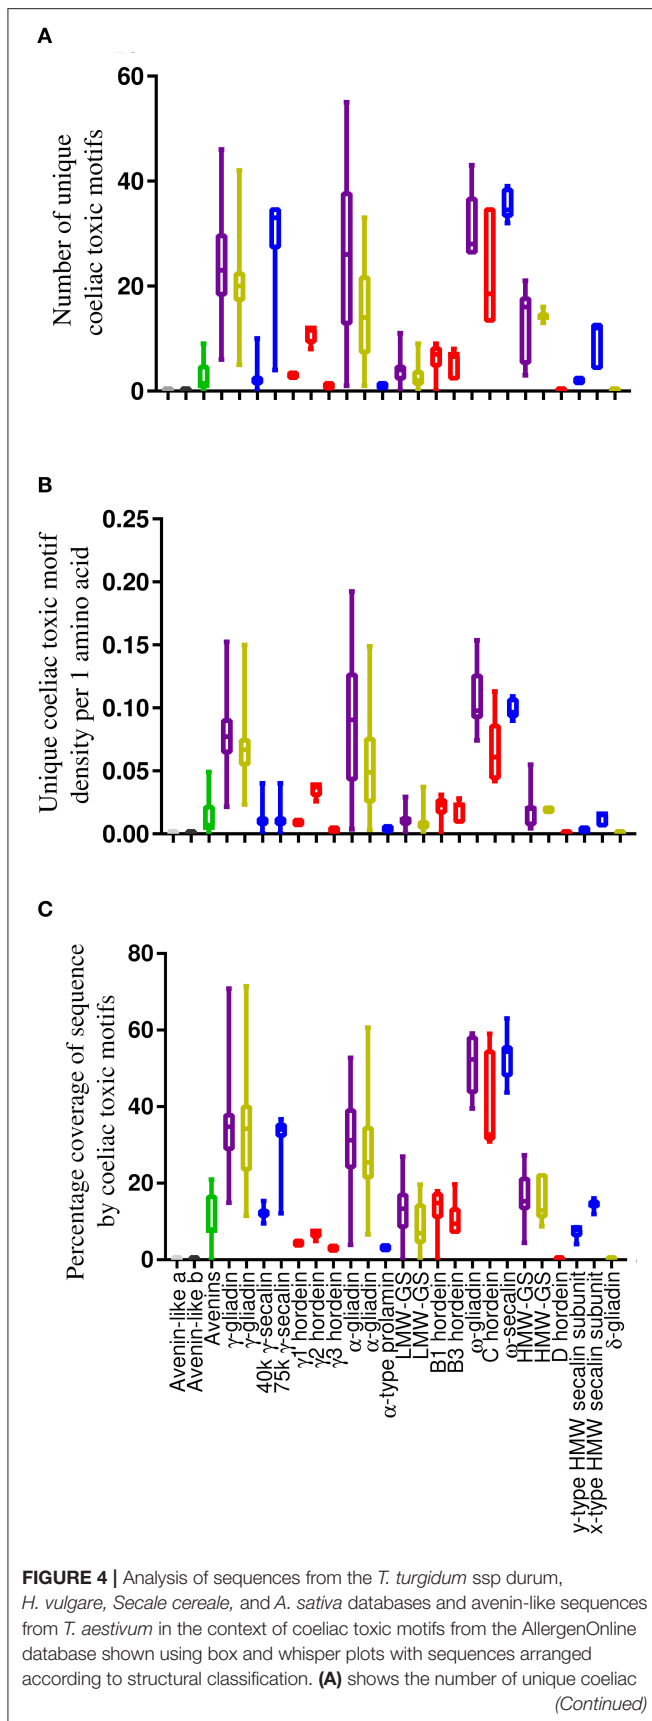 A
60
40
20
0
Number of unique
coeliac toxic motifs
B
0.25
0.20
0.15
0.10
0.05
0.00
Unique coeliac toxic motif
density per 1 amino acid
C
80
60
40
20
0
Percentage coverage of sequence
by coeliac toxic motifs
Avenin-like a
Avenin-like b
Avenins
γ-gliadin
γ-gliadin
40k γ-secalin
75k γ-secalin
γ1 hordein
γ2 hordein
γ3 hordein
α-gliadin
α-gliadin
α-type prolamin
LMW-GS
LMW-GS
B1 hordein
B3 hordein
ω-gliadin
C hordein
ω-secalin
HMW-GS
HMW-GS
D hordein
y-type HMW secalin subunit
x-type HMW secalin subunit
δ-gliadin
FIGURE 4 | Analysis of sequences from the T. turgidum ssp durum,
H. vulgare, Secale cereale, and A. sativa databases and avenin-like sequences
from T. aestivum in the context of coeliac toxic motifs from the AllergenOnline
database shown using box and whisper plots with sequences arranged
according to structural classification. (A) shows the number of unique coeliac
(Continued)